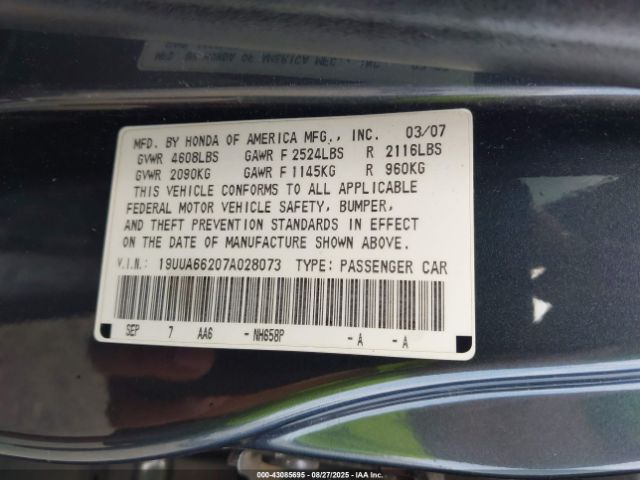 MFD. BY HONDA OF AMERICA MFG., INC. 03/07
GVWR 4608LBS GAWR F 2524LBS R 2116LBS
GVWR 2090KG GAWR F 1145KG R 960KG
THIS VEHICLE CONFORMS TO ALL APPLICABLE
FEDERAL MOTOR VEHICLE SAFETY, BUMPER,
AND THEFT PREVENTION STANDARDS IN EFFECT
ON THE DATE OF MANUFACTURE SHOWN ABOVE.
V.I.N.: 19UUA66207A028073 TYPE: PASSENGER CAR
SEP 7 AA6 -NH658P -A -A
000-43085695 - 08/27/2025 - IAAI.COM